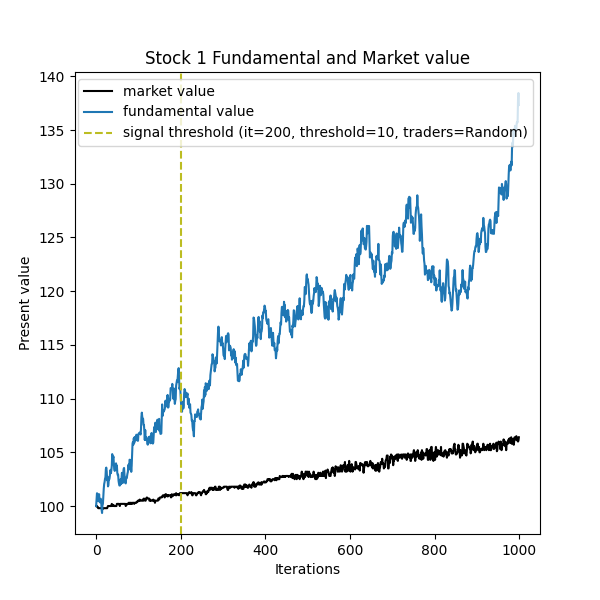 Stock 1 Fundamental and Market value
market value
fundamental value
signal threshold (it=200, threshold=10, traders=Random)
Present value
140
135
130
125
120
115
110
105
100
0 200 400 600 800 1000
Iterations